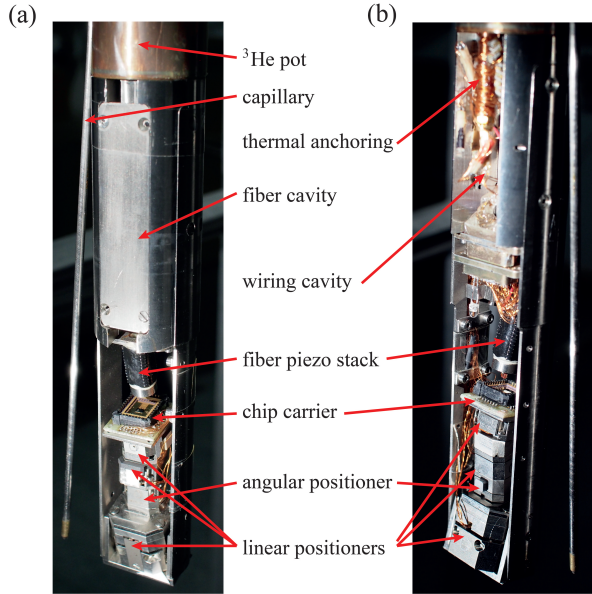 (a)
(b)
³He pot
capillary
thermal anchoring
fiber cavity
wiring cavity
fiber piezo stack
chip carrier
angular positioner
linear positioners